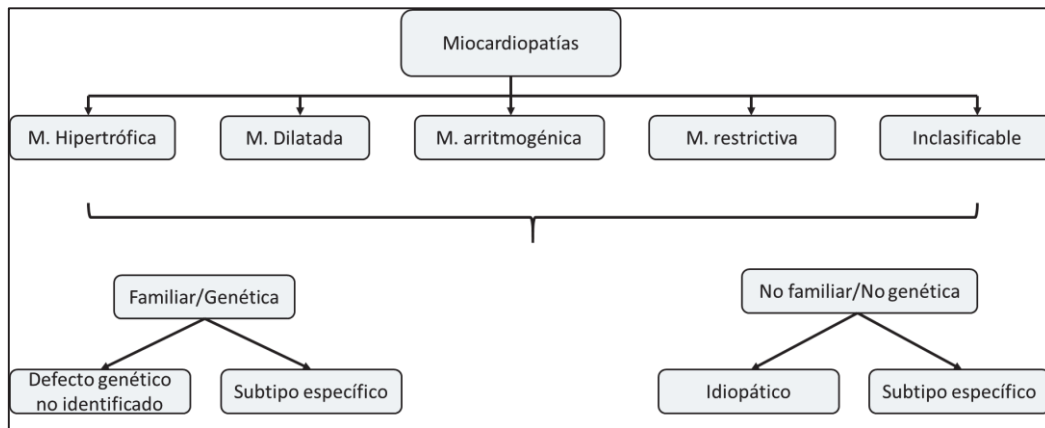 Miocardiopatías
M. Hipertrófica
M. Dilatada
M. arritmogénica
M. restrictiva
Inclasificable
Familiar/Genética
No familiar/No genética
Defecto genético
no identificado
Subtipo específico
Idiopático
Subtipo específico